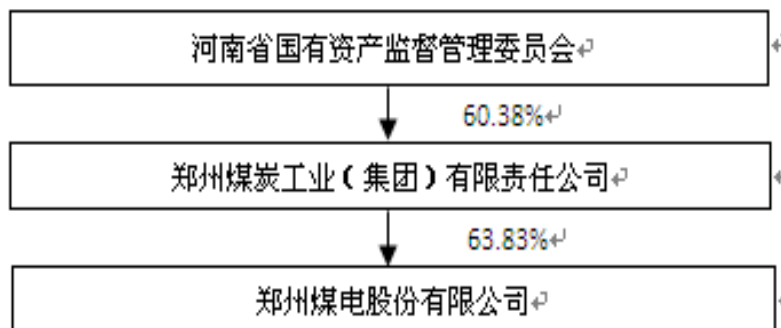 河南省国有资产监督管理委员会
60.38%
郑州煤炭工业（集团）有限责任公司
63.83%
郑州煤电股份有限公司